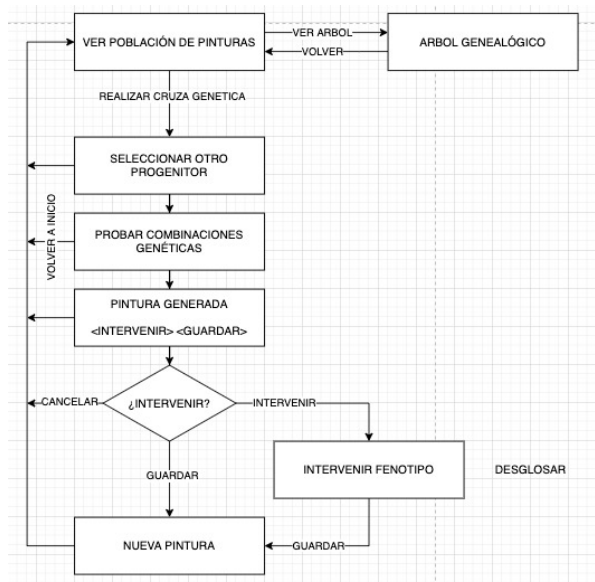 VER POBLACIÓN DE PINTURAS
VER ARBOL
VOLVER
ARBOL GENEALÓGICO
REALIZAR CRUZA GENETICA
SELECCIONAR OTRO
PROGENITOR
VOLVER A INICIO
PROBAR COMBINACIONES
GENÉTICAS
PINTURA GENERADA
<INTERVENIR> <GUARDAR>
CANCELAR
¿INTERVENIR?
INTERVENIR
GUARDAR
INTERVENIR FENOTIPO
DESGLOSAR
NUEVA PINTURA
GUARDAR